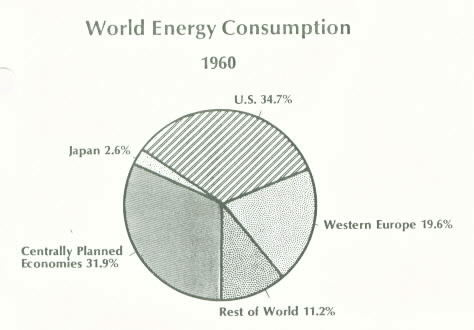 World Energy Consumption
1960
U.S. 34.7%
Japan 2.6%
Western Europe 19.6%
Centrally Planned
Economies 31.9%
Rest of World 11.2%